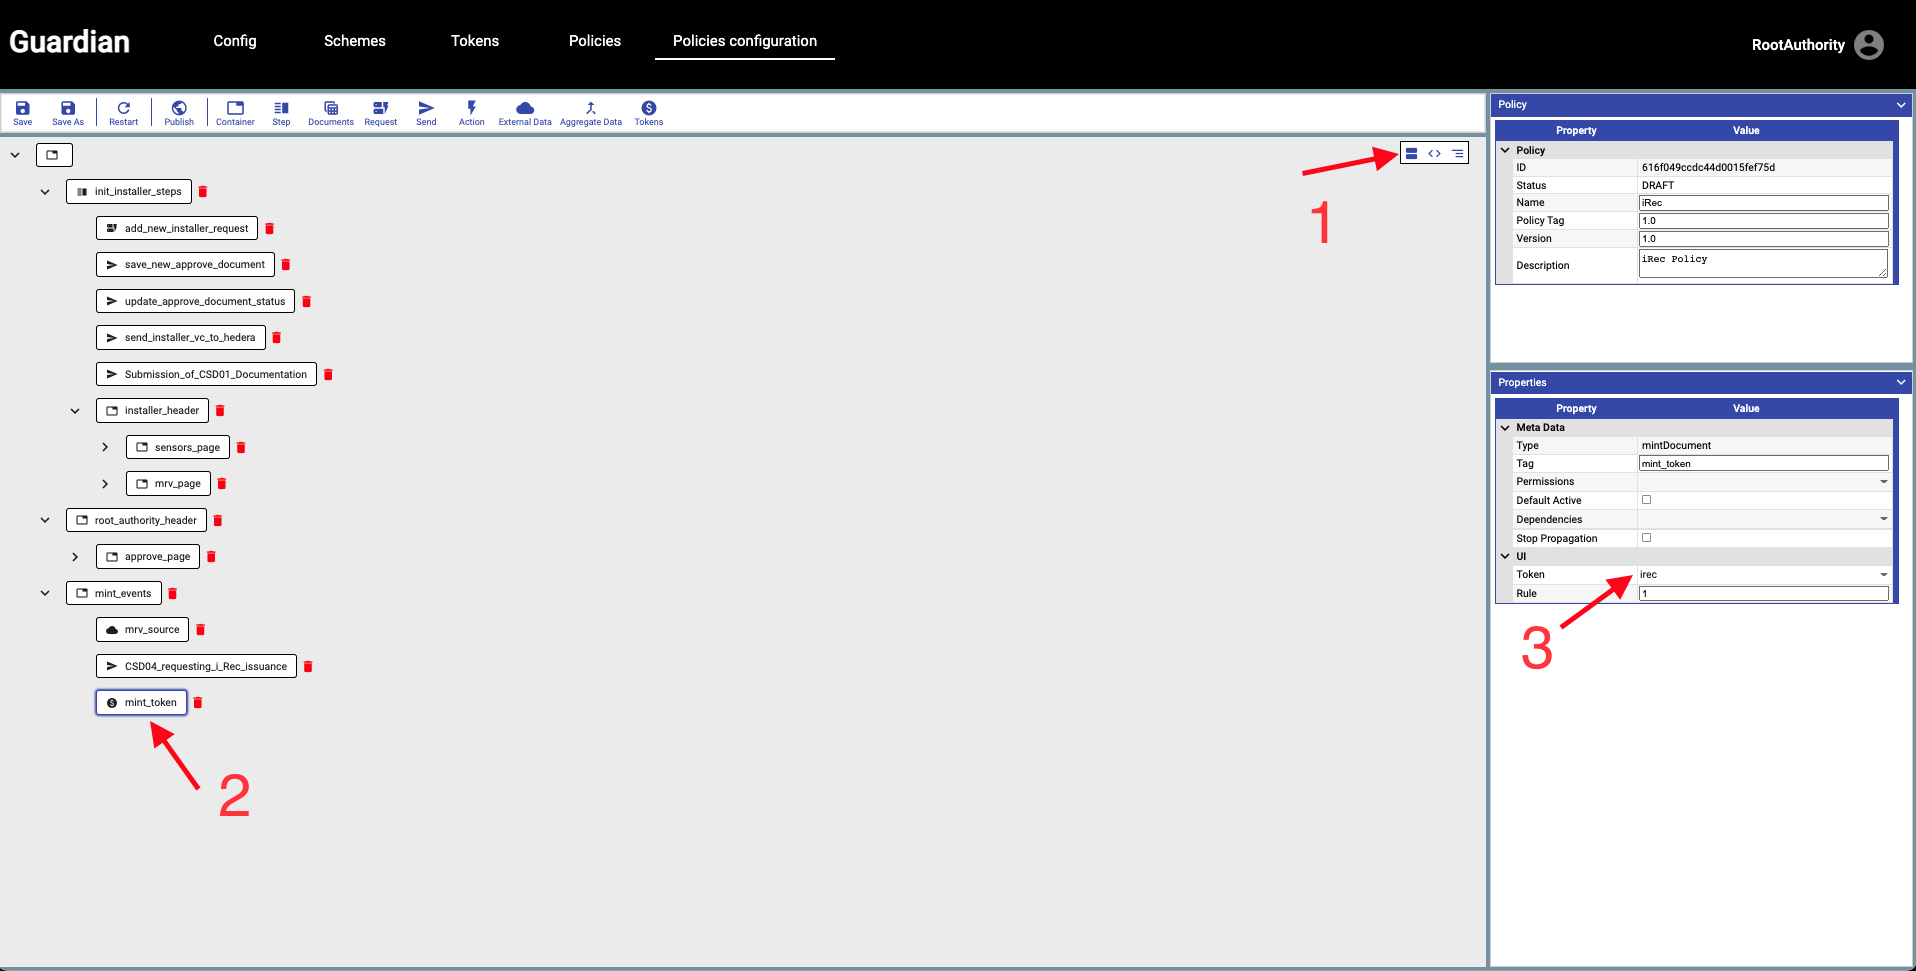 Guardian
Config
Schemes
Tokens
Policies
Policies configuration
RootAuthority
Save
Save As
Restart
Publish
Container
Step
Documents
Request
Send
Action
External Data
Aggregate Data
Tokens
init_installer_steps
add_new_installer_request
save_new_approve_document
update_approve_document_status
send_installer_vc_to_hedera
Submission_of_CSD01_Documentation
installer_header
sensors_page
mrv_page
root_authority_header
approve_page
mint_events
mrv_source
CSD04_requesting_i_Rec_issuance
mint_token
1
2
Policy
Property Value
Policy
ID 616f049ccdc44d0015fef75d
Status DRAFT
Name iRec
Policy Tag 1.0
Version 1.0
Description iRec Policy
Properties
Property Value
Meta Data
Type mintDocument
Tag mint_token
Permissions
Default Active
Dependencies
Stop Propagation
UI
Token irec
Rule 1
3